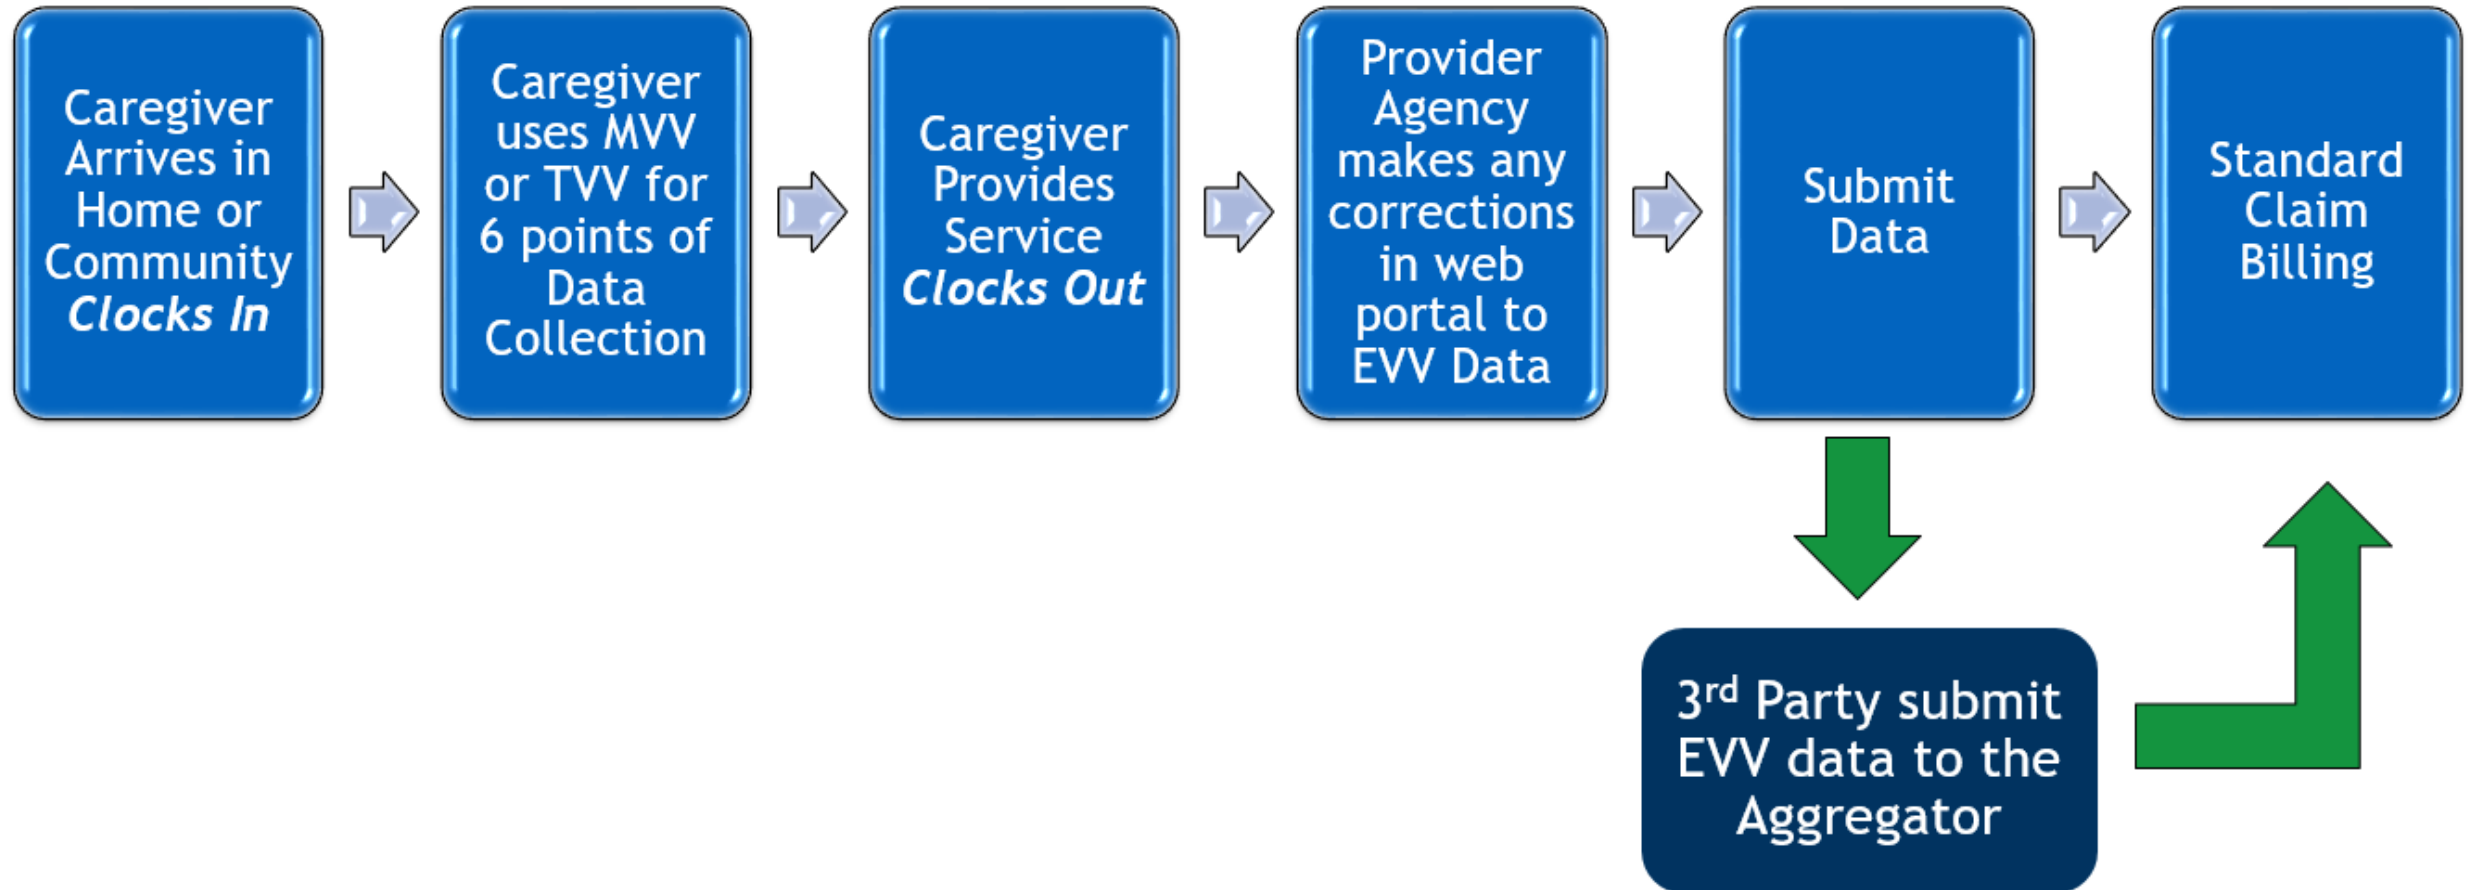 Caregiver
Arrives in
Home or
Community
Clocks In
Caregiver
uses MVV
or TVV for
6 points of
Data
Collection
Caregiver
Provides
Service
Clocks Out
Provider
Agency
makes any
corrections
in web
portal to
EVV Data
Submit
Data
Standard
Claim
Billing
3rd Party submit
EVV data to the
Aggregator